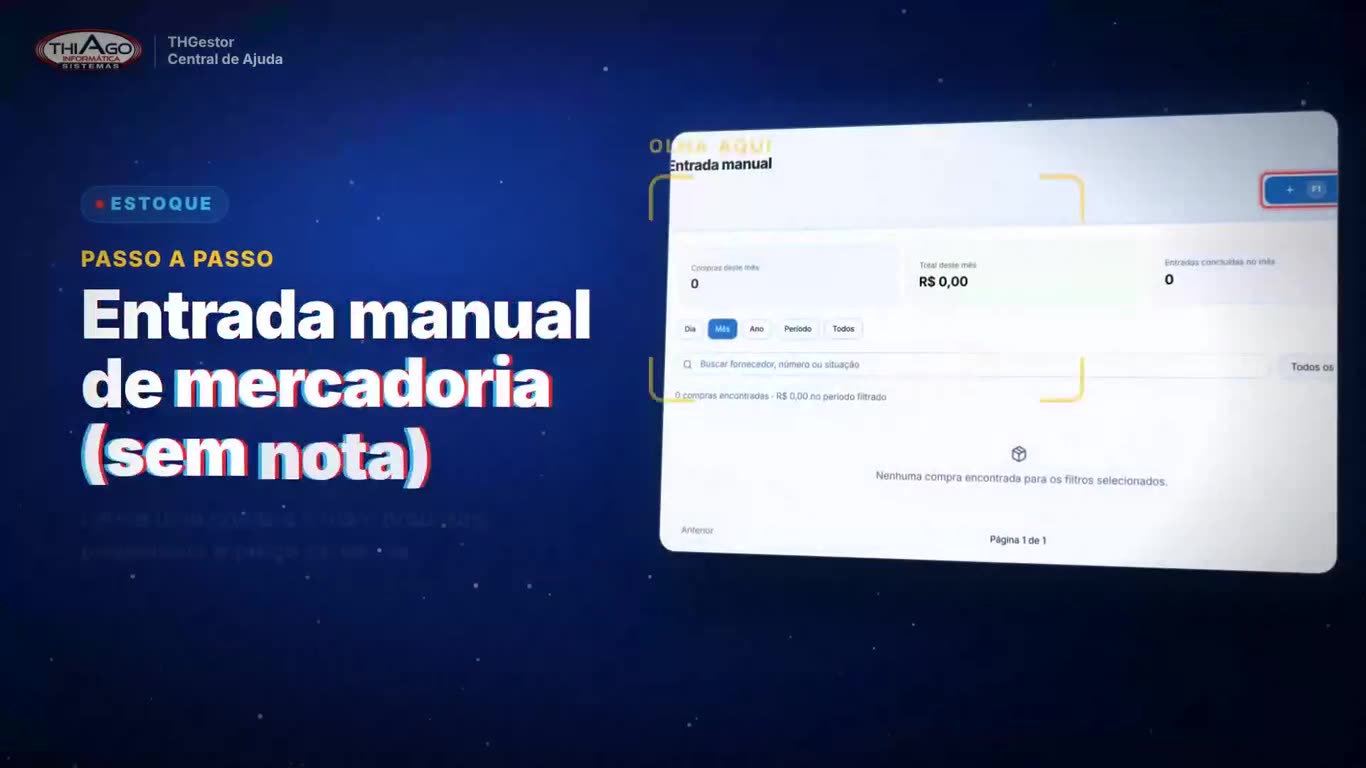 THIAGO
INFORMÁTICA
SISTEMAS
THGestor
Central de Ajuda
ESTOQUE
PASSO A PASSO
Entrada manual
de mercadoria
(sem nota)
OLHA AQUI
Entrada manual
+ F1
Compras deste mês
0
Total deste mês
R$ 0,00
Entradas concluídas no mês
0
Dia Mês Ano Período Todos
Buscar fornecedor, número ou situação
Todos os
0 compras encontradas · R$ 0,00 no período filtrado
Nenhuma compra encontrada para os filtros selecionados.
Anterior
Página 1 de 1